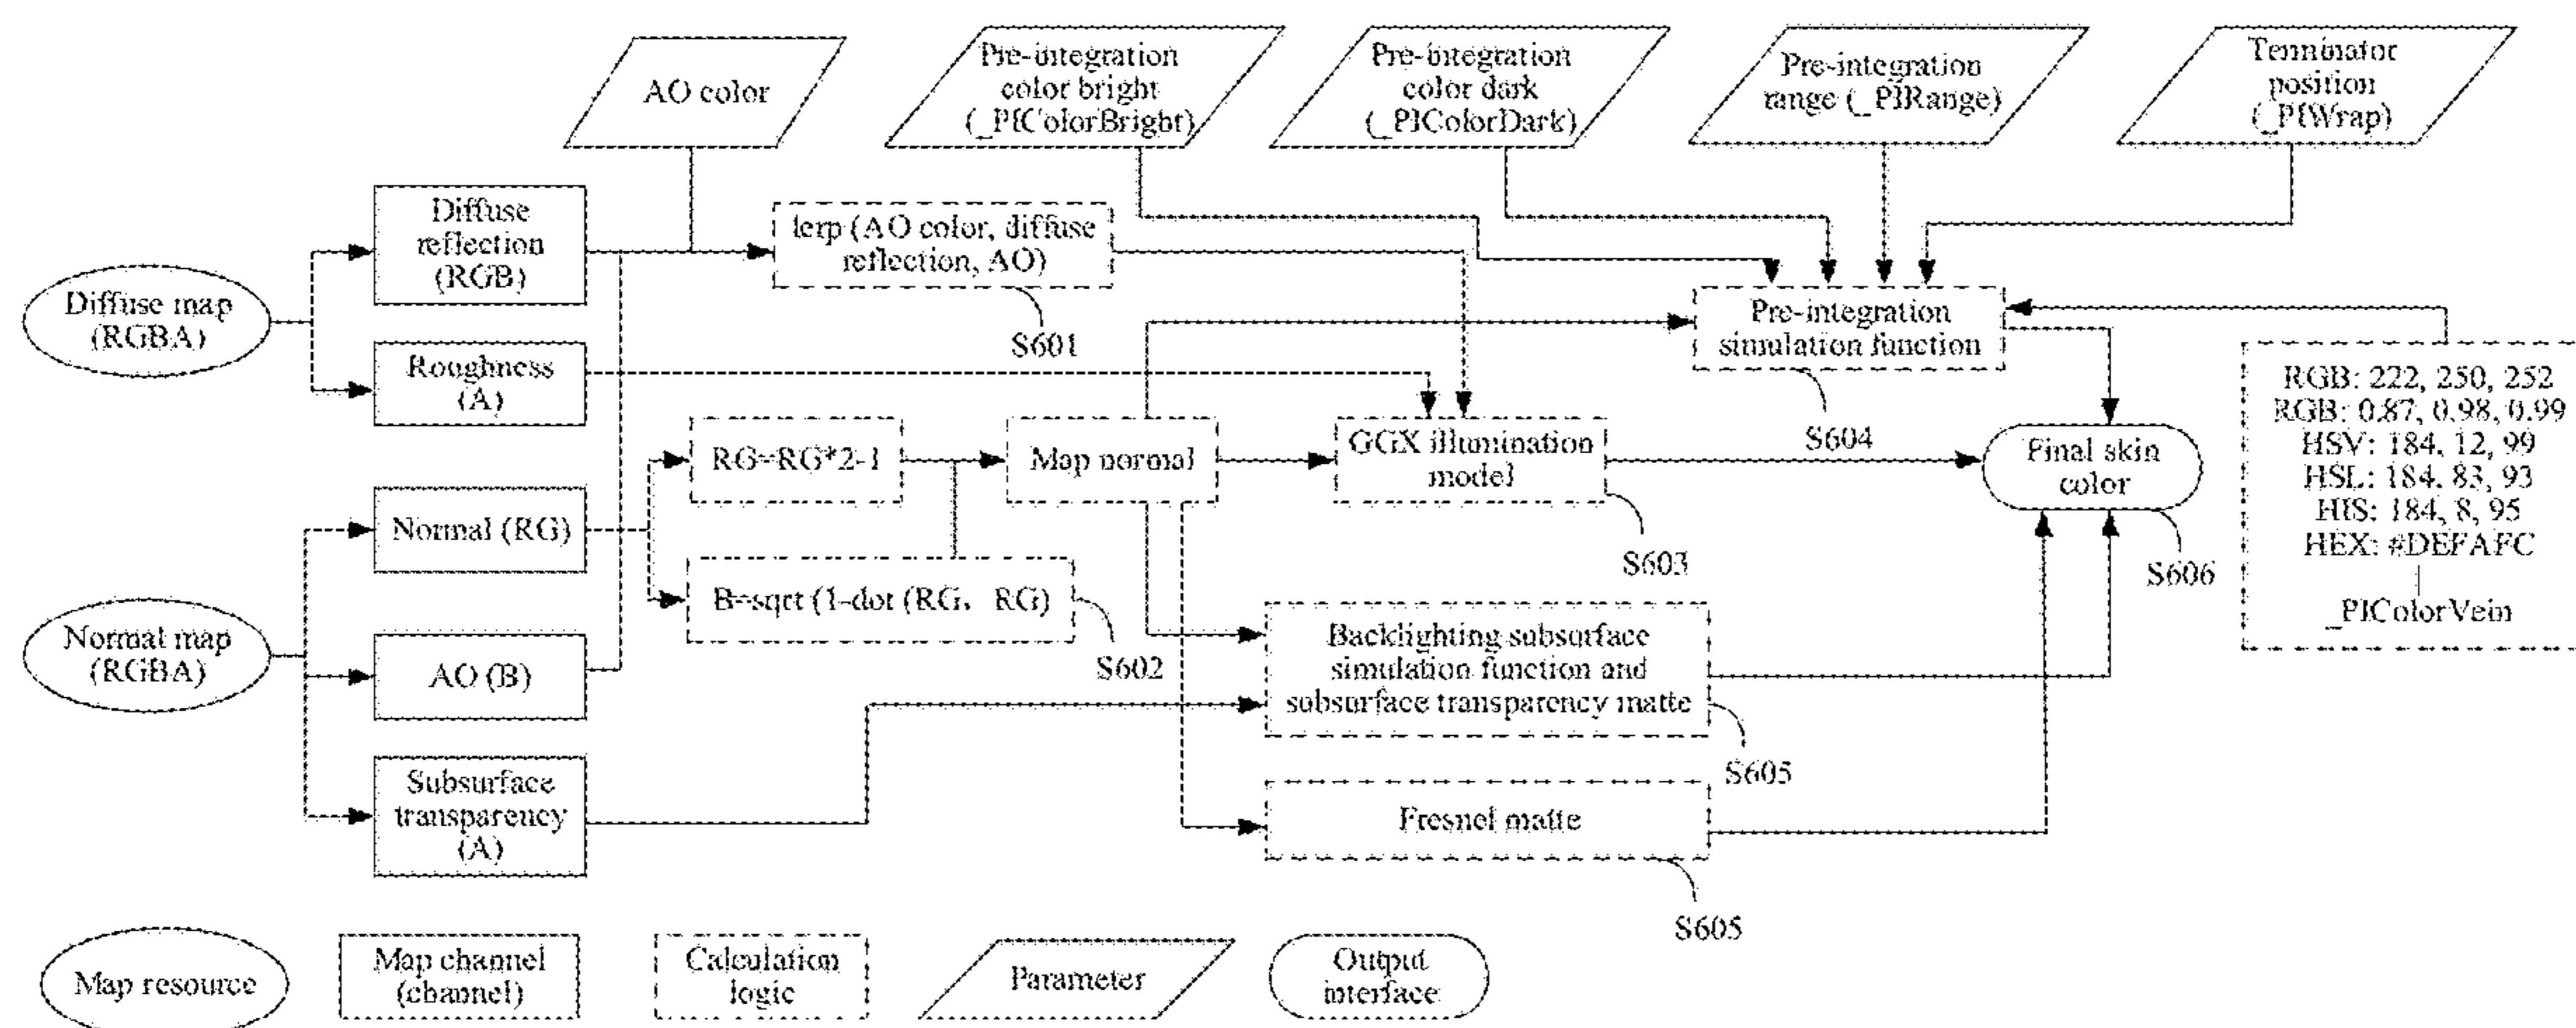 AO color
Pre-integration
color bright
(_PIColorBright)
Pre-integration
color dark
(_PIColorDark)
Pre-integration
range (_PIRange)
Terminator
position
(_PIWrap)
Diffuse map
(RGBA)
Diffuse
reflection
(RGB)
Roughness
(A)
lerp (AO color, diffuse
reflection, AO)
S601
Pre-integration
simulation function
S604
RGB: 222, 250, 252
RGB: 0.87, 0.98, 0.99
HSV: 184, 12, 99
HSL: 184. 83, 93
HIS: 184, 8, 95
HEX: #DEFAFC
_PIColorVein
Normal map
(RGBA)
Normal (RG)
AO (B)
Subsurface
transparency
(A)
RG=RG*2-1
B=sqrt (1-dot (RG, RG)
S602
Map normal
GGX illumination
model
S603
Final skin
color
S606
Backlighting subsurface
simulation function and
subsurface transparency matte
S605
Fresnel matte
S605
Map resource
Map channel
(channel)
Calculation
logic
Parameter
Output
interface